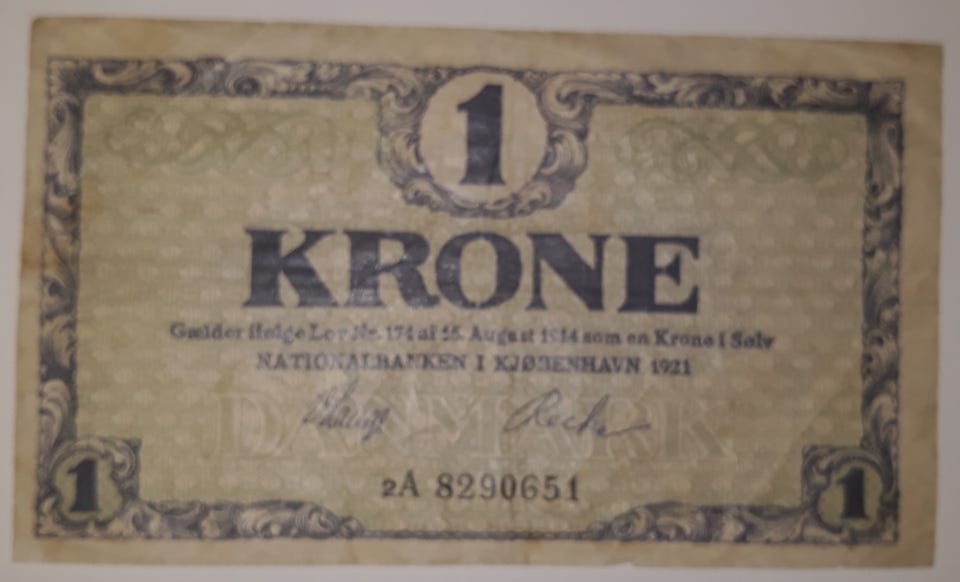 1
KRONE
Gælder ifølge Lov Nr. 174 af 15. August 1914 som en Krone i Sølv
NATIONALBANKEN I KJØBENHAVN 1921
DANMARK
2A 8290651
1 1